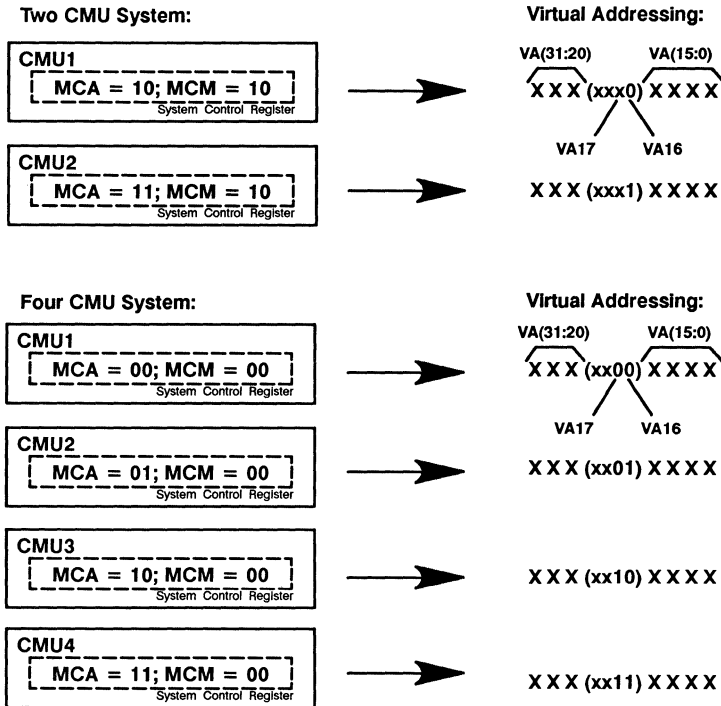 Two CMU System:
Virtual Addressing:
CMU1
MCA = 10; MCM = 10
System Control Register
VA(31:20) VA(15:0)
X X X (xxx0) X X X X
VA17 VA16
CMU2
MCA = 11; MCM = 10
System Control Register
X X X (xxx1) X X X X
Four CMU System:
Virtual Addressing:
CMU1
MCA = 00; MCM = 00
System Control Register
VA(31:20) VA(15:0)
X X X (xx00) X X X X
VA17 VA16
CMU2
MCA = 01; MCM = 00
System Control Register
X X X (xx01) X X X X
CMU3
MCA = 10; MCM = 00
System Control Register
X X X (xx10) X X X X
CMU4
MCA = 11; MCM = 00
System Control Register
X X X (xx11) X X X X